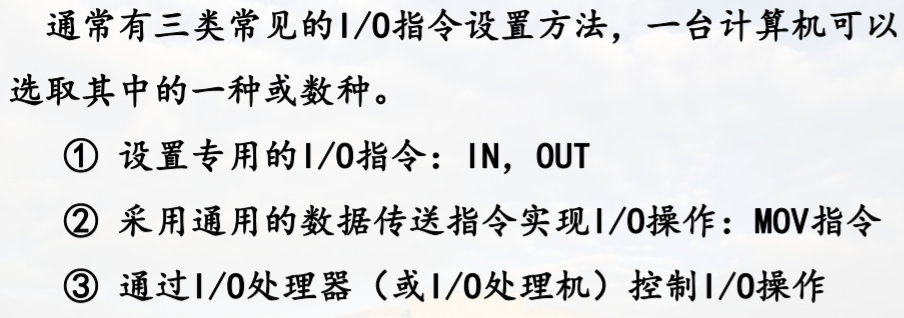 通常有三类常见的I/O指令设置方法，一台计算机可以
选取其中的一种或数种。
① 设置专用的I/O指令：IN，OUT
② 采用通用的数据传送指令实现I/O操作：MOV指令
③ 通过I/O处理器（或I/O处理机）控制I/O操作